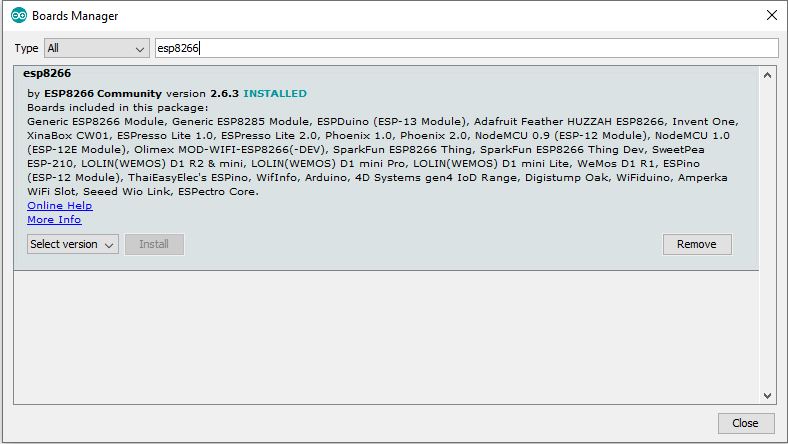 Boards Manager
Type All esp8266
esp8266
by ESP8266 Community version 2.6.3 INSTALLED
Boards included in this package:
Generic ESP8266 Module, Generic ESP8285 Module, ESPDuino (ESP-13 Module), Adafruit Feather HUZZAH ESP8266, Invent One,
XinaBox CW01, ESPresso Lite 1.0, ESPresso Lite 2.0, Phoenix 1.0, Phoenix 2.0, NodeMCU 0.9 (ESP-12 Module), NodeMCU 1.0
(ESP-12E Module), Olimex MOD-WIFI-ESP8266(-DEV), SparkFun ESP8266 Thing, SparkFun ESP8266 Thing Dev, SweetPea
ESP-210, LOLIN(WEMOS) D1 R2 & mini, LOLIN(WEMOS) D1 mini Pro, LOLIN(WEMOS) D1 mini Lite, WeMos D1 R1, ESPino
(ESP-12 Module), ThaiEasyElec's ESPino, WifInfo, Arduino, 4D Systems gen4 IoD Range, Digistump Oak, WiFiduino, Amperka
WiFi Slot, Seeed Wio Link, ESPectro Core.
Online Help
More Info
Select version Install Remove
Close